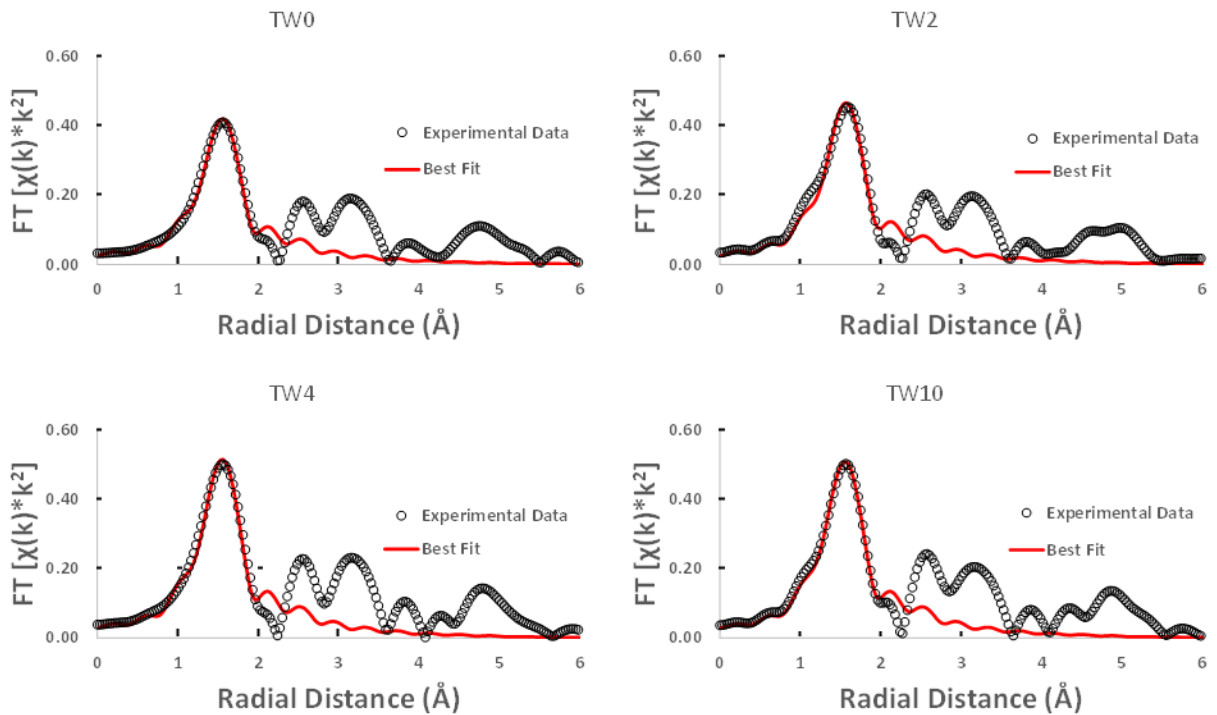 TW0
0.60
0.40
0.20
0.00
FT [χ(k)*k²]
Experimental Data
Best Fit
0 1 2 3 4 5 6
Radial Distance (Å)
TW2
0.60
0.40
0.20
0.00
FT [χ(k)*k²]
Experimental Data
Best Fit
0 1 2 3 4 5 6
Radial Distance (Å)
TW4
0.60
0.40
0.20
0.00
FT [χ(k)*k²]
Experimental Data
Best Fit
0 1 2 3 4 5 6
Radial Distance (Å)
TW10
0.60
0.40
0.20
0.00
FT [χ(k)*k²]
Experimental Data
Best Fit
0 1 2 3 4 5 6
Radial Distance (Å)